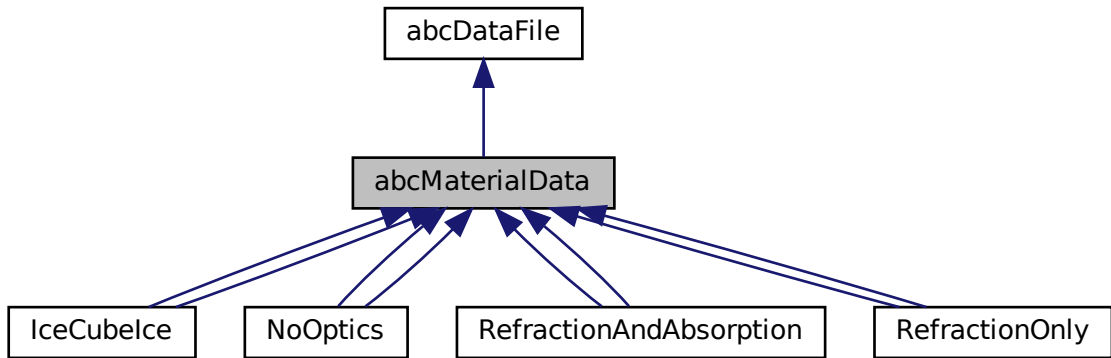 abcDataFile
abcMaterialData
IceCubeIce
NoOptics
RefractionAndAbsorption
RefractionOnly